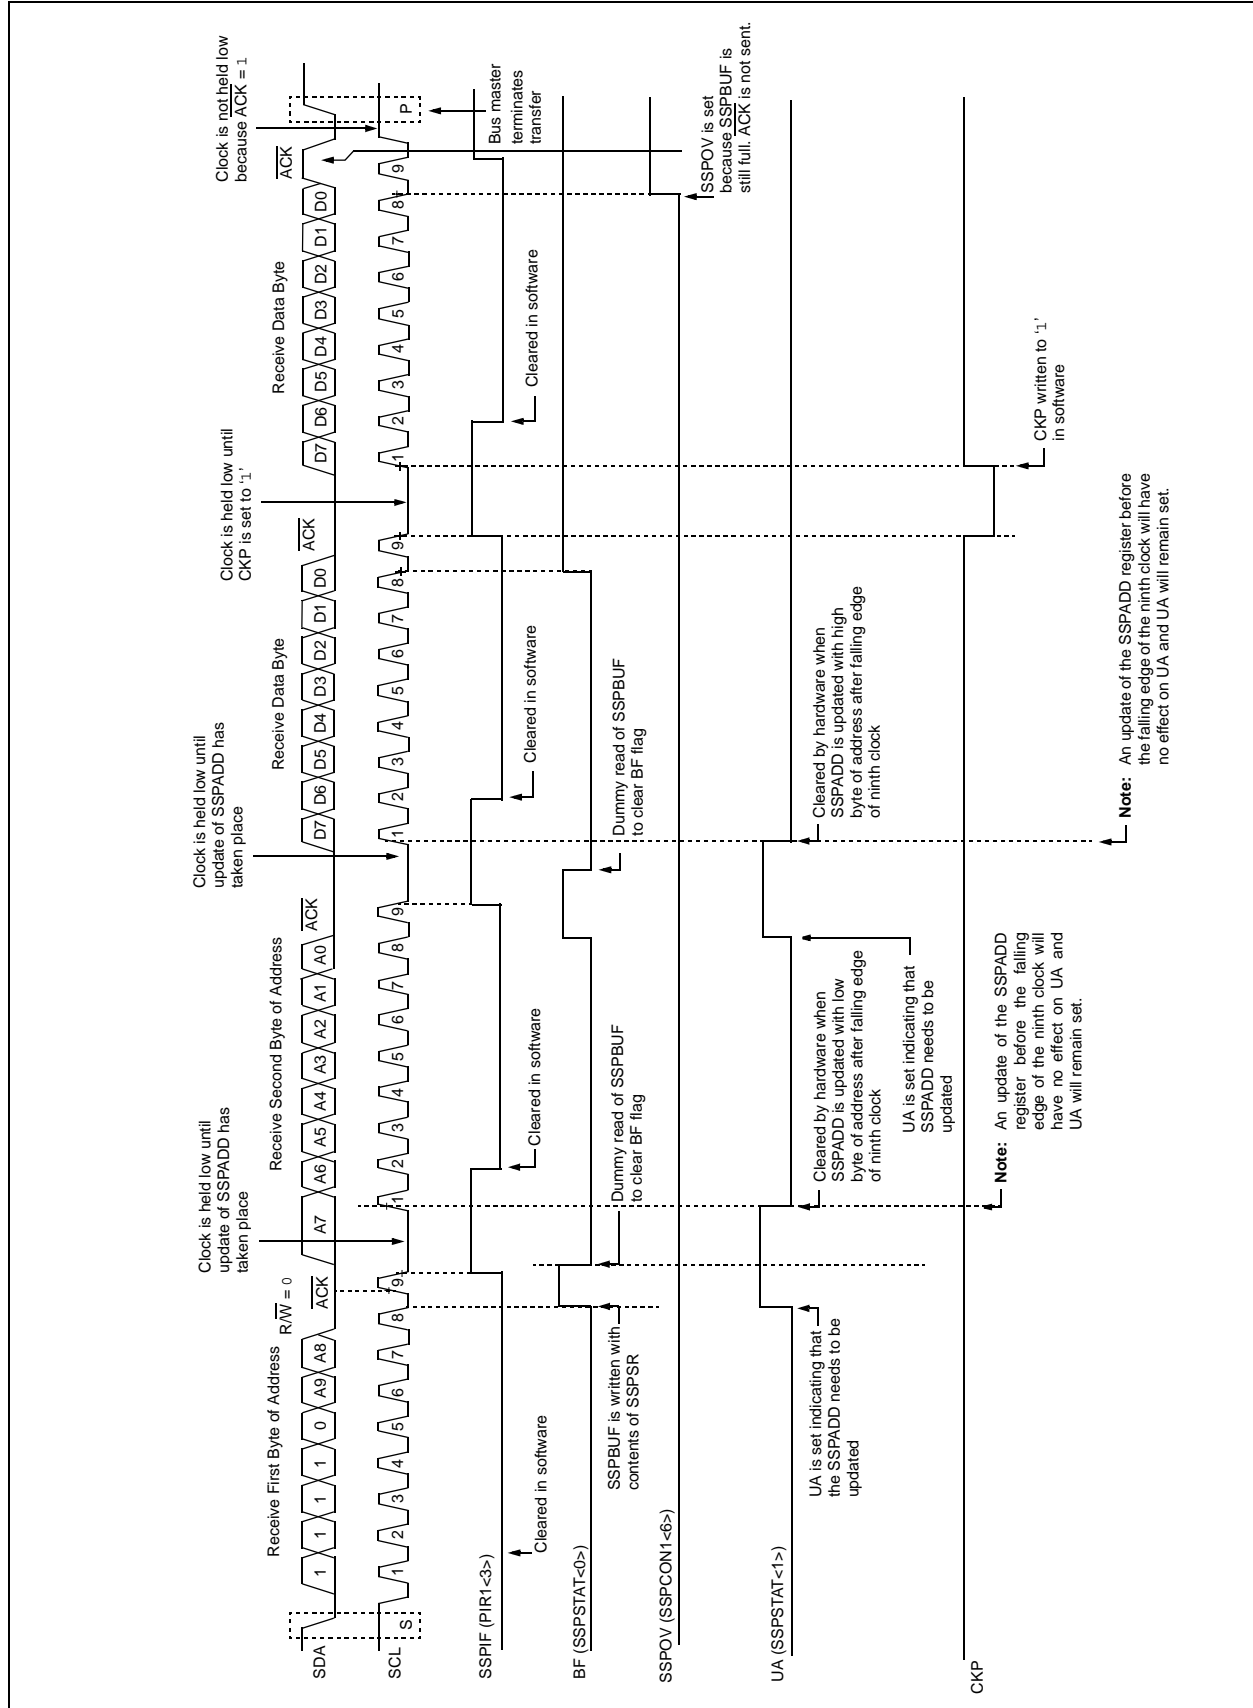 Receive First Byte of Address
R/W = 0
ACK
Clock is held low until
update of SSPADD has
taken place
Receive Second Byte of Address
ACK
Clock is held low until
update of SSPADD has
taken place
Receive Data Byte
ACK
Clock is held low until
CKP is set to ‘1’
Receive Data Byte
ACK
Clock is not held low
because ACK = 1
SDA
1 1 1 1 0 A9 A8 A7 A6 A5 A4 A3 A2 A1 A0 D7 D6 D5 D4 D3 D2 D1 D0 D7 D6 D5 D4 D3 D2 D1 D0
SCL
S 1 2 3 4 5 6 7 8 9 1 2 3 4 5 6 7 8 9 1 2 3 4 5 6 7 8 9 1 2 3 4 5 6 7 8 9 P
Bus master
terminates
transfer
SSPIF (PIR1<3>)
Cleared in software
Cleared in software
Cleared in software
Cleared in software
BF (SSPSTAT<0>)
SSPBUF is written with
contents of SSPSR
Dummy read of SSPBUF
to clear BF flag
Dummy read of SSPBUF
to clear BF flag
SSPOV (SSPCON1<6>)
SSPOV is set
because SSPBUF is
still full. ACK is not sent.
UA (SSPSTAT<1>)
UA is set indicating that
the SSPADD needs to be
updated
Cleared by hardware when
SSPADD is updated with low
byte of address after falling edge
of ninth clock
UA is set indicating that
SSPADD needs to be
updated
Cleared by hardware when
SSPADD is updated with high
byte of address after falling edge
of ninth clock
CKP
CKP written to ‘1’
in software
Note: An update of the SSPADD
register before the falling
edge of the ninth clock will
have no effect on UA and
UA will remain set.
Note: An update of the SSPADD register before
the falling edge of the ninth clock will have
no effect on UA and UA will remain set.